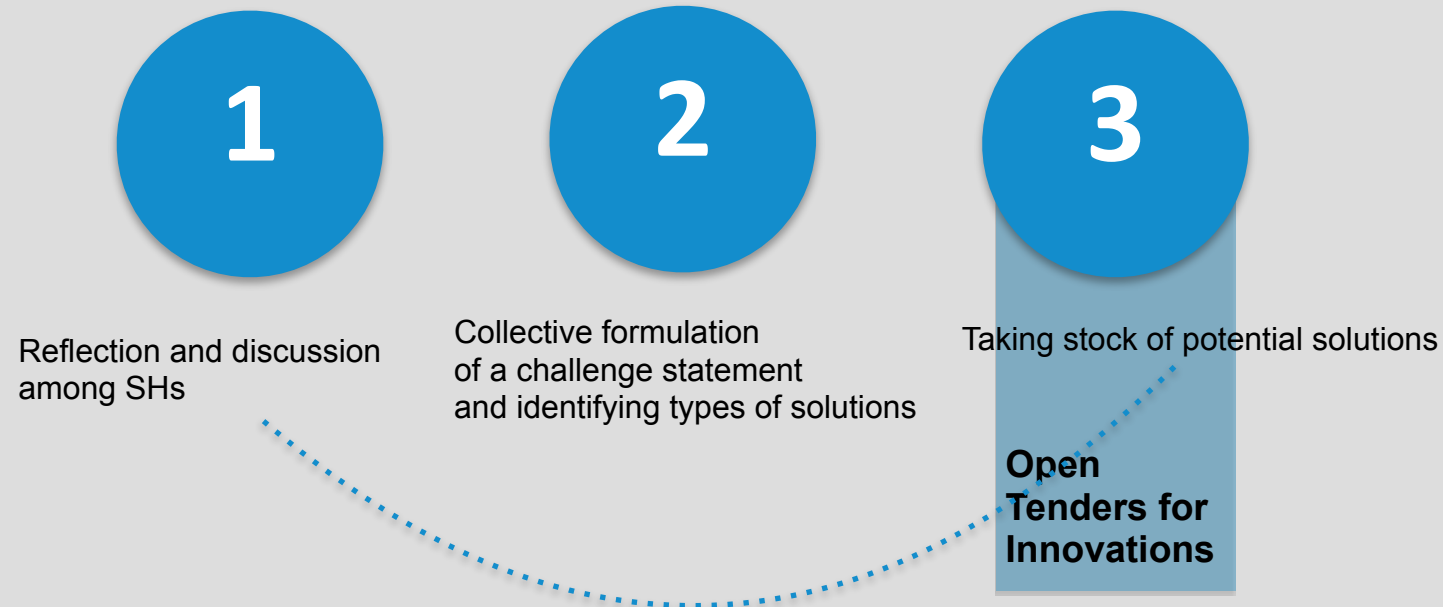 1
Reflection and discussion
among SHs
2
Collective formulation
of a challenge statement
and identifying types of solutions
3
Taking stock of potential solutions
Open
Tenders for
Innovations